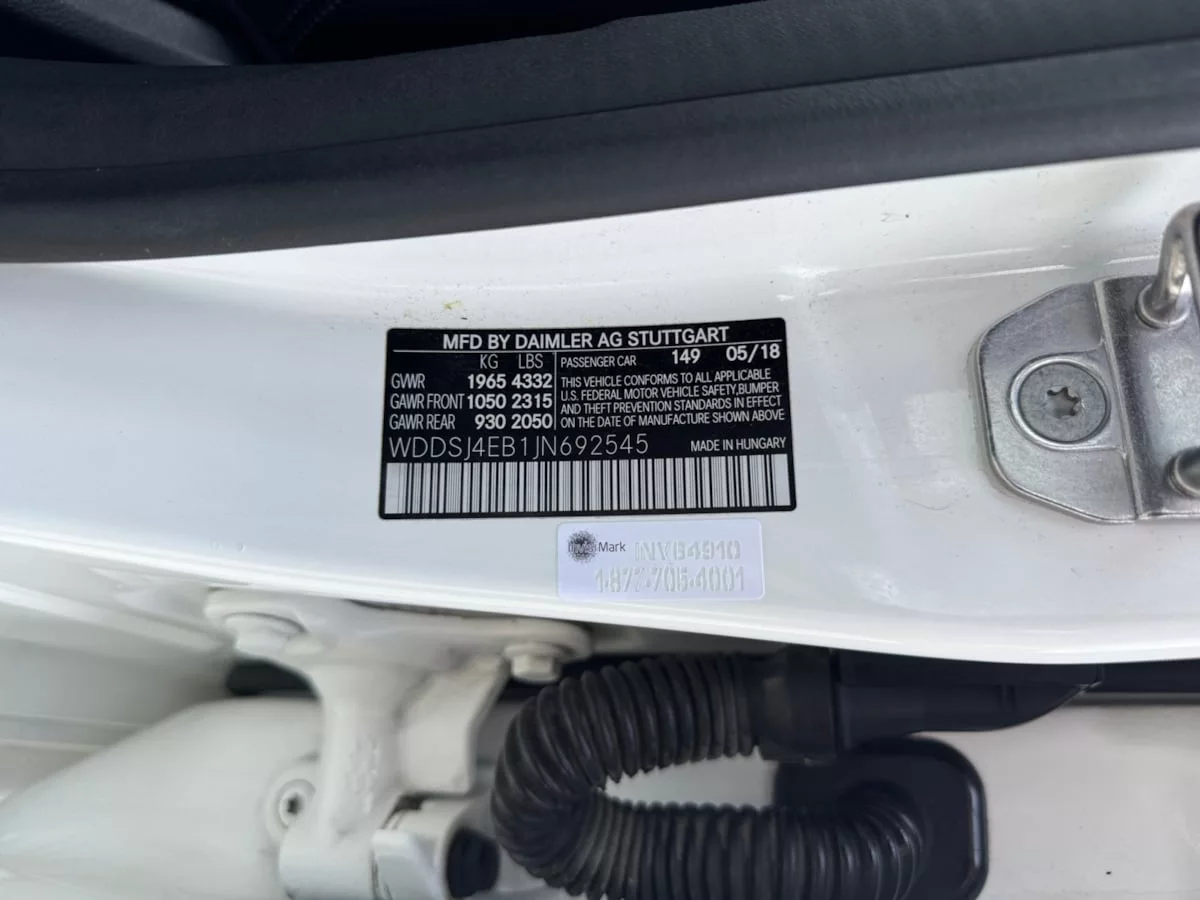 MFD BY DAIMLER AG STUTTGART
KG LBS
GVWR 1965 4332
GAWR FRONT 1050 2315
GAWR REAR 930 2050
PASSENGER CAR 149 05/18
THIS VEHICLE CONFORMS TO ALL APPLICABLE
U.S. FEDERAL MOTOR VEHICLE SAFETY, BUMPER
AND THEFT PREVENTION STANDARDS IN EFFECT
ON THE DATE OF MANUFACTURE SHOWN ABOVE
WDDSJ4EB1JN692545 MADE IN HUNGARY
Mark